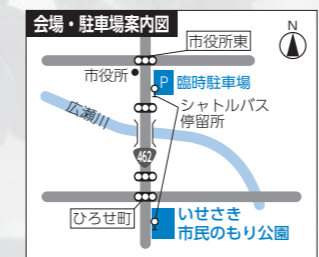 会場・駐車場案内図
N
市役所東
市役所
P 臨時駐車場
シャトルバス
停留所
広瀬川
462
ひろせ町
いせさき
市民のもり公園